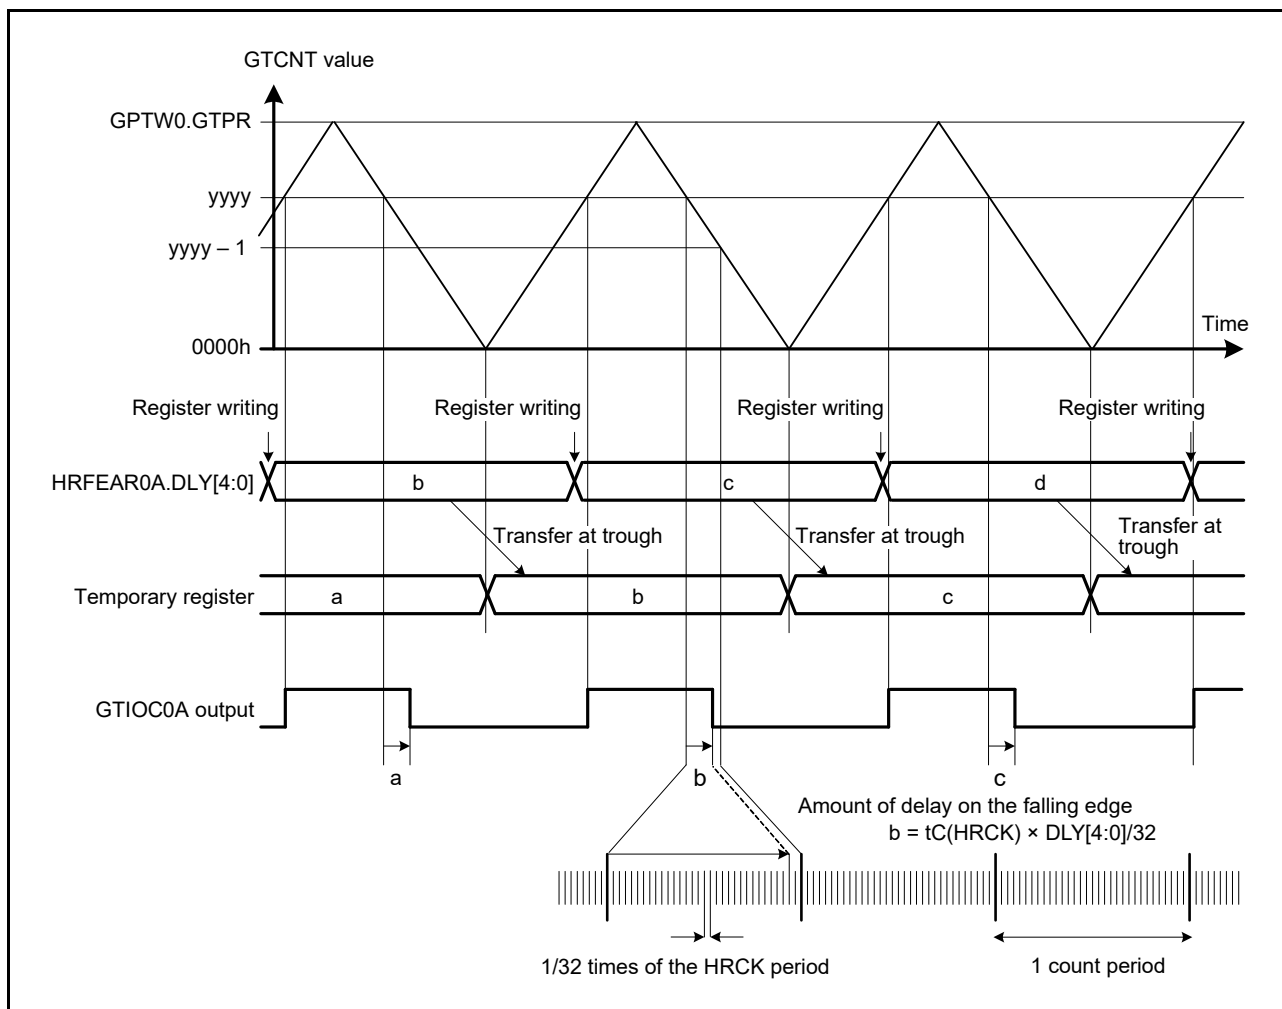 GTCNT value
GPTW0.GTPR
yyyy
yyyy – 1
0000h
Time
Register writing
Register writing
Register writing
Register writing
HRFEAR0A.DLY[4:0]
b
c
d
Transfer at trough
Transfer at trough
Transfer at
trough
Temporary register
a
b
c
GTIOC0A output
a
b
c
Amount of delay on the falling edge
b = tC(HRCK) × DLY[4:0]/32
1/32 times of the HRCK period
1 count period